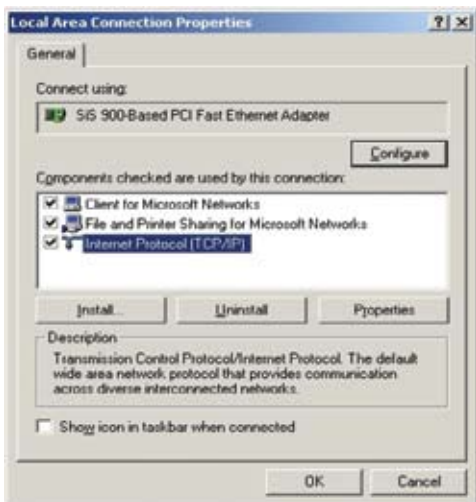 Local Area Connection Properties
General
Connect using:
SiS 900-Based PCI Fast Ethernet Adapter
Configure
Components checked are used by this connection:
Client for Microsoft Networks
File and Printer Sharing for Microsoft Networks
Internet Protocol (TCP/IP)
Install... Uninstall Properties
Description
Transmission Control Protocol/Internet Protocol. The default
wide area network protocol that provides communication
across diverse interconnected networks.
Show icon in taskbar when connected
OK Cancel